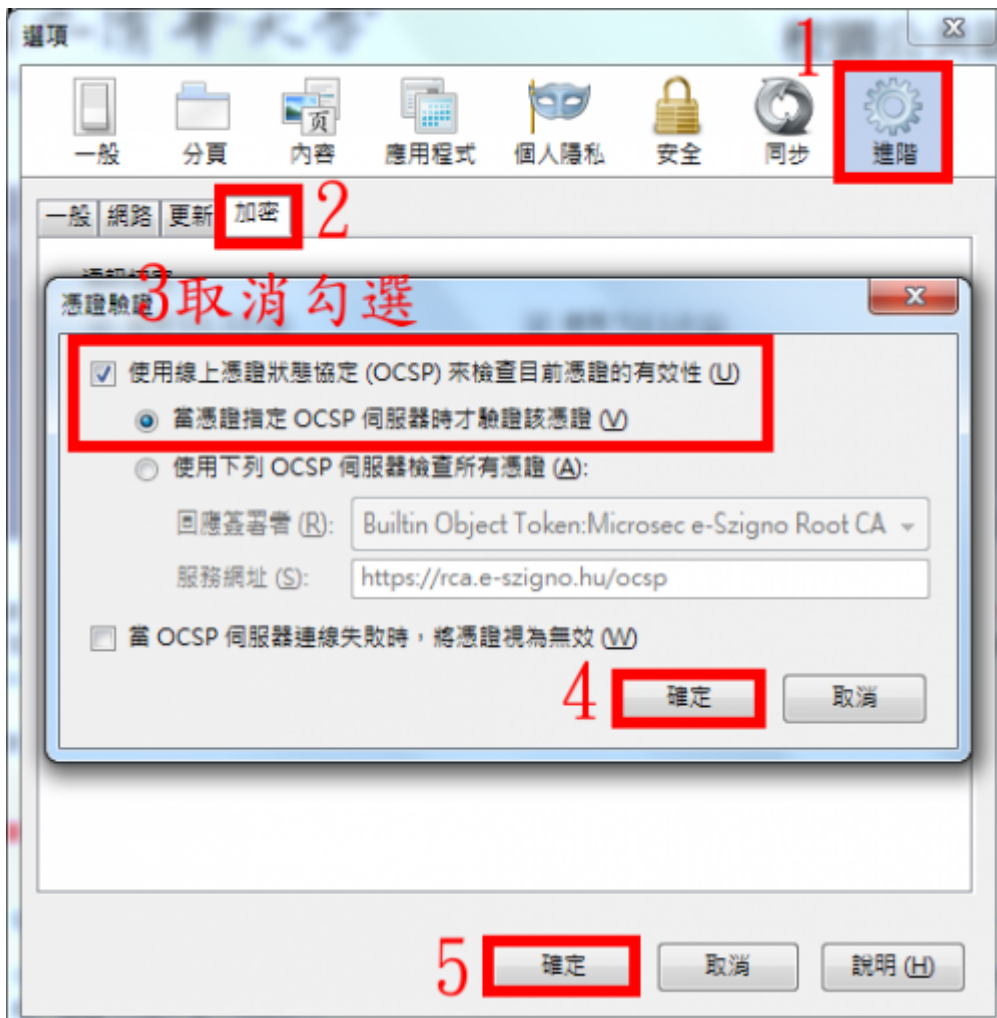 選項
1
一般 分頁 內容 應用程式 個人隱私 安全 同步 進階
一般 網路 更新 加密 2
3取消勾選
憑證驗證
使用線上憑證狀態協定 (OCSP) 來檢查目前憑證的有效性 (U)
當憑證指定 OCSP 伺服器時才驗證該憑證 (V)
使用下列 OCSP 伺服器檢查所有憑證 (A):
回應簽署者 (R): Builtin Object Token:Microsec e-Szigno Root CA
服務網址 (S): https://rca.e-szigno.hu/ocsp
當 OCSP 伺服器連線失敗時，將憑證視為無效 (W)
4 確定 取消
5 確定 取消 說明 (H)